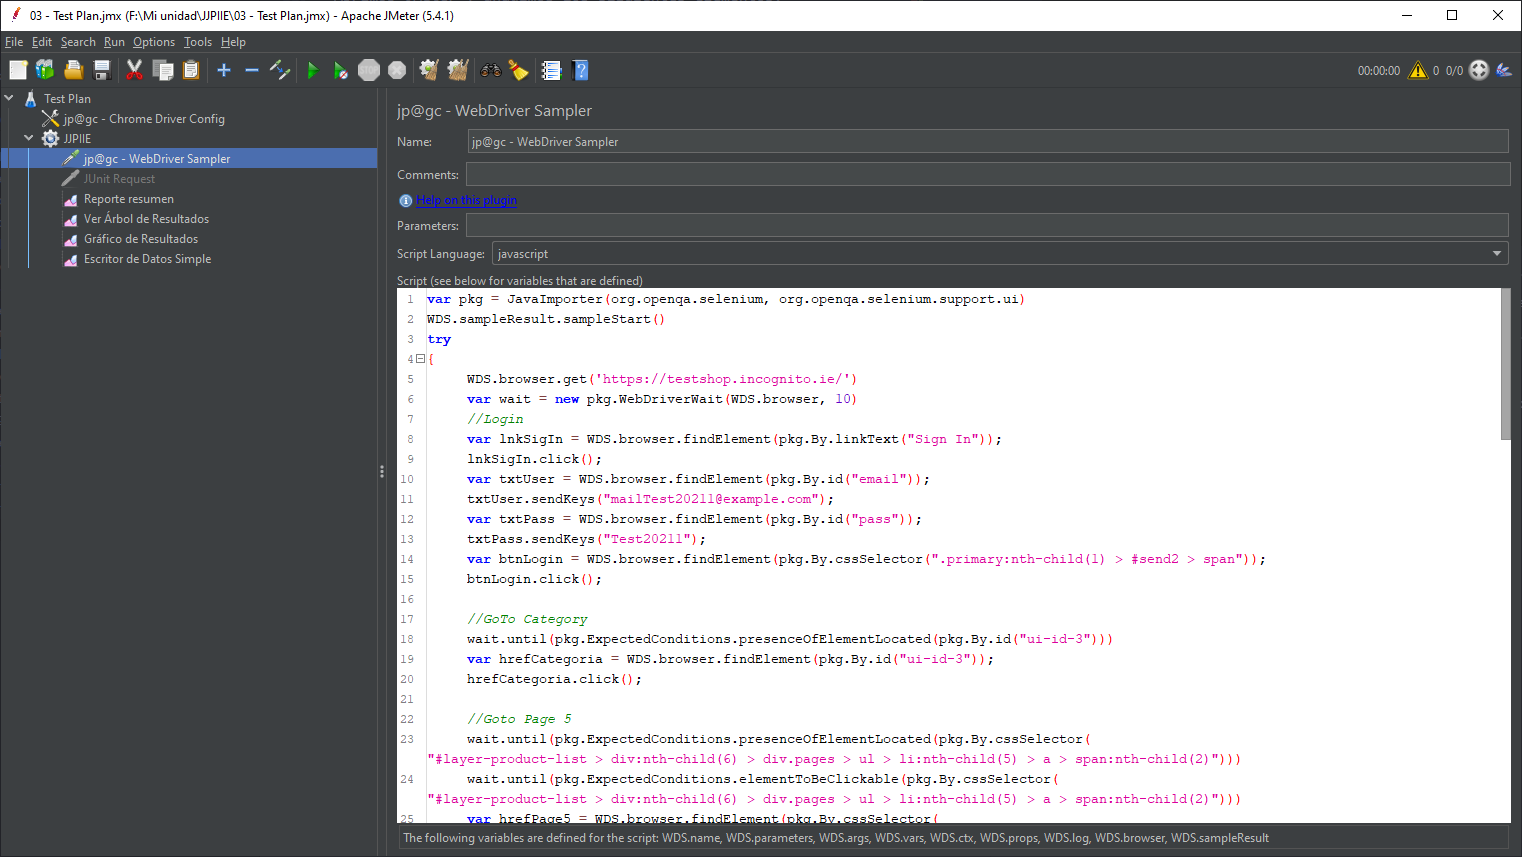 03 - Test Plan.jmx (F:\Mi unidad\JJPIIE\03 - Test Plan.jmx) - Apache JMeter (5.4.1)
File Edit Search Run Options Tools Help
STOP
00:00:00 0 0/0
Test Plan
jp@gc - Chrome Driver Config
JJPIIE
jp@gc - WebDriver Sampler
JUnit Request
Reporte resumen
Ver Árbol de Resultados
Gráfico de Resultados
Escritor de Datos Simple
jp@gc - WebDriver Sampler
Name: jp@gc - WebDriver Sampler
Comments:
Help on this plugin
Parameters:
Script Language: javascript
Script (see below for variables that are defined)
1 var pkg = JavaImporter(org.openqa.selenium, org.openqa.selenium.support.ui)
2 WDS.sampleResult.sampleStart()
3 try
4 {
5 WDS.browser.get('https://testshop.incognito.ie/')
6 var wait = new pkg.WebDriverWait(WDS.browser, 10)
7 //Login
8 var lnkSigIn = WDS.browser.findElement(pkg.By.linkText("Sign In"));
9 lnkSigIn.click();
10 var txtUser = WDS.browser.findElement(pkg.By.id("email"));
11 txtUser.sendKeys("mailTest20211@example.com");
12 var txtPass = WDS.browser.findElement(pkg.By.id("pass"));
13 txtPass.sendKeys("Test20211");
14 var btnLogin = WDS.browser.findElement(pkg.By.cssSelector(".primary:nth-child(1) > #send2 > span"));
15 btnLogin.click();
16
17 //GoTo Category
18 wait.until(pkg.ExpectedConditions.presenceOfElementLocated(pkg.By.id("ui-id-3")))
19 var hrefCategoria = WDS.browser.findElement(pkg.By.id("ui-id-3"));
20 hrefCategoria.click();
21
22 //Goto Page 5
23 wait.until(pkg.ExpectedConditions.presenceOfElementLocated(pkg.By.cssSelector(
"#layer-product-list > div:nth-child(6) > div.pages > ul > li:nth-child(5) > a > span:nth-child(2)")))
24 wait.until(pkg.ExpectedConditions.elementToBeClickable(pkg.By.cssSelector(
"#layer-product-list > div:nth-child(6) > div.pages > ul > li:nth-child(5) > a > span:nth-child(2)")))
25 var hrefPage5 = WDS.browser.findElement(pkg.By.cssSelector(
The following variables are defined for the script: WDS.name, WDS.parameters, WDS.args, WDS.vars, WDS.ctx, WDS.props, WDS.log, WDS.browser, WDS.sampleResult